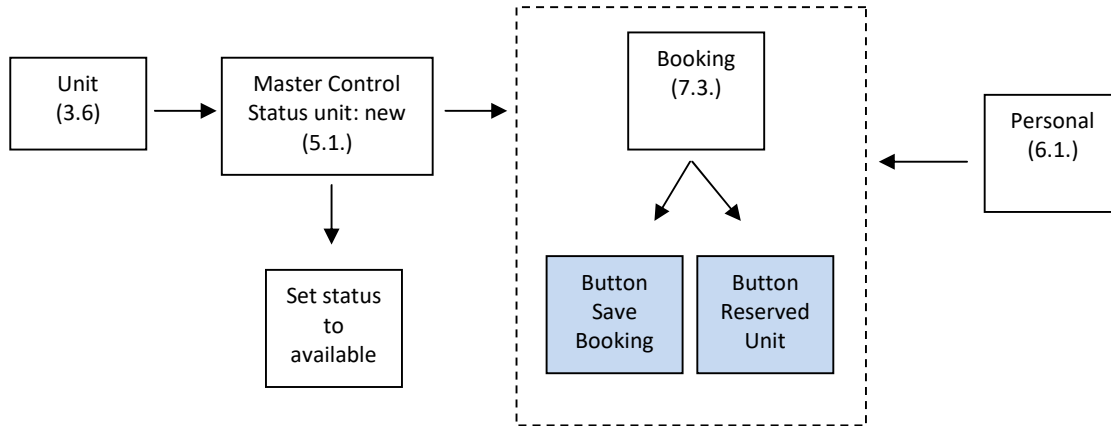 Unit
(3.6)
Master Control
Status unit: new
(5.1.)
Set status
to
available
Booking
(7.3.)
Button
Save
Booking
Button
Reserved
Unit
Personal
(6.1.)